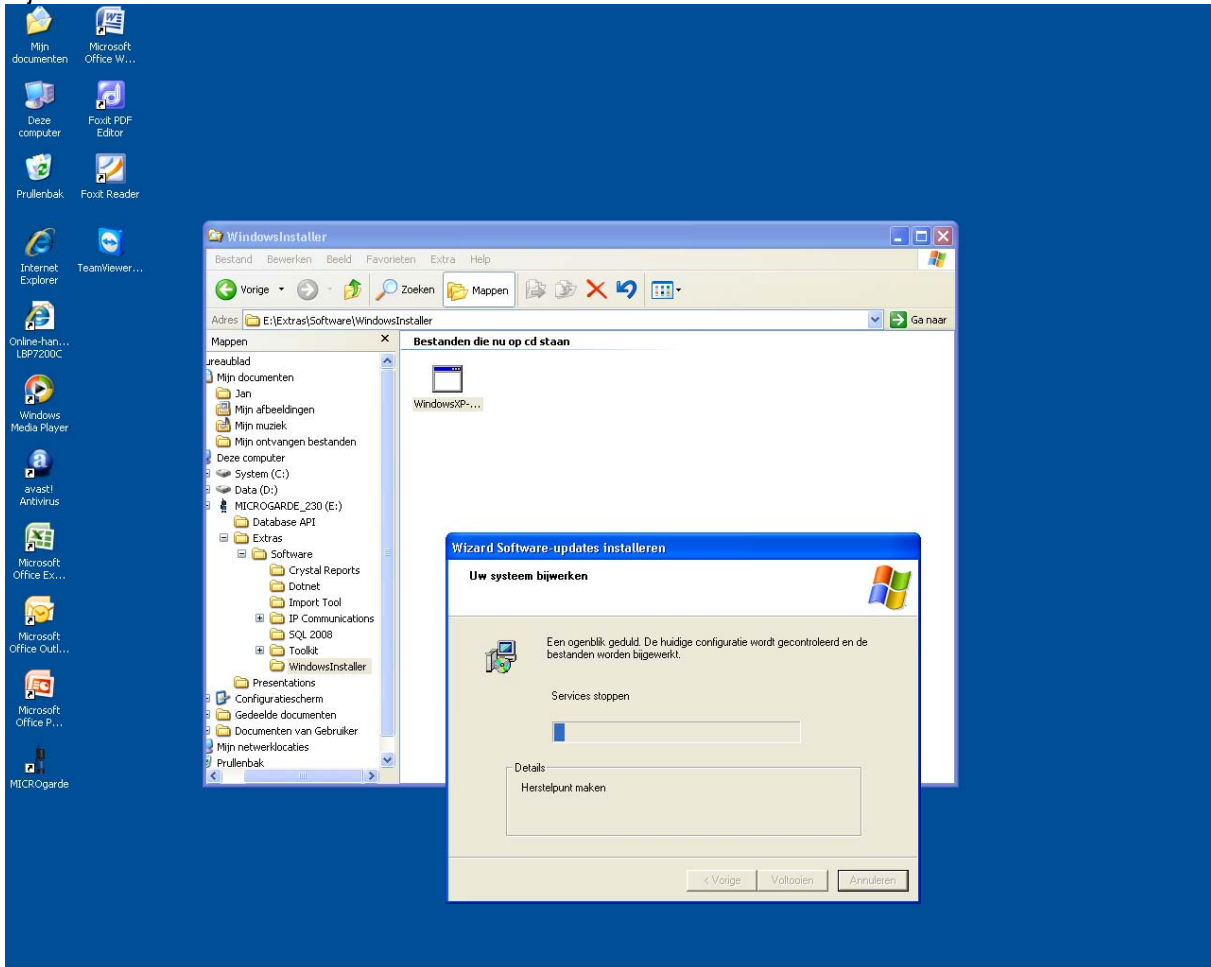 Mijn
documenten
Microsoft
Office W...
Deze
computer
Foxit PDF
Editor
Prullenbak
Foxit Reader
Internet
Explorer
TeamViewer...
Online-han...
LBP7200C
Windows
Media Player
avast!
Antivirus
Microsoft
Office Ex...
Microsoft
Office Outl...
Microsoft
Office P...
MICROgarde
WindowsInstaller
Bestand Bewerken Beeld Favorieten Extra Help
Vorige Zoeken Mappen
Adres E:\Extras\Software\WindowsInstaller Ga naar
Mappen
ureaublad
Mijn documenten
Jan
Mijn afbeeldingen
Mijn muziek
Mijn ontvangen bestanden
Deze computer
System (C:)
Data (D:)
MICROGARDE_230 (E:)
Database API
Extras
Software
Crystal Reports
Dotnet
Import Tool
IP Communications
SQL 2008
Toolkit
WindowsInstaller
Presentations
Configuratiescherm
Gedeelde documenten
Documenten van Gebruiker
Mijn netwerklocaties
Prullenbak
Bestanden die nu op cd staan
WindowsXP-...
Wizard Software-updates installeren
Uw systeem bijwerken
Een ogenblik geduld. De huidige configuratie wordt gecontroleerd en de
bestanden worden bijgewerkt.
Services stoppen
Details
Herstelpunt maken
< Vorige Voltooien Annuleren